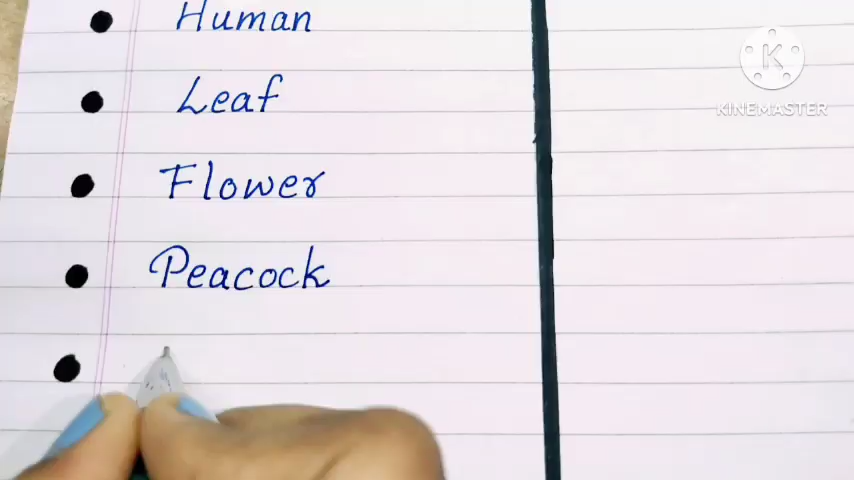 Human
Leaf
Flower
Peacock
K
KINEMASTER